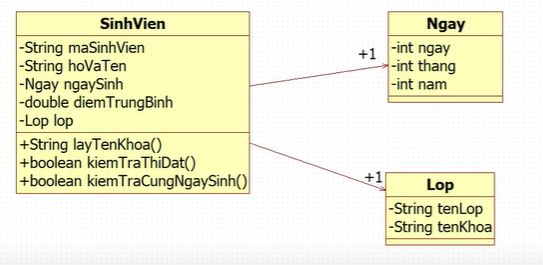 SinhVien
-String maSinhVien
-String hoVaTen
-Ngay ngaySinh
-double diemTrungBinh
-Lop lop
+String layTenKhoa()
+boolean kiemTraThiDat()
+boolean kiemTraCungNgaySinh()
+1
Ngay
-int ngay
-int thang
-int nam
+1
Lop
-String tenLop
-String tenKhoa